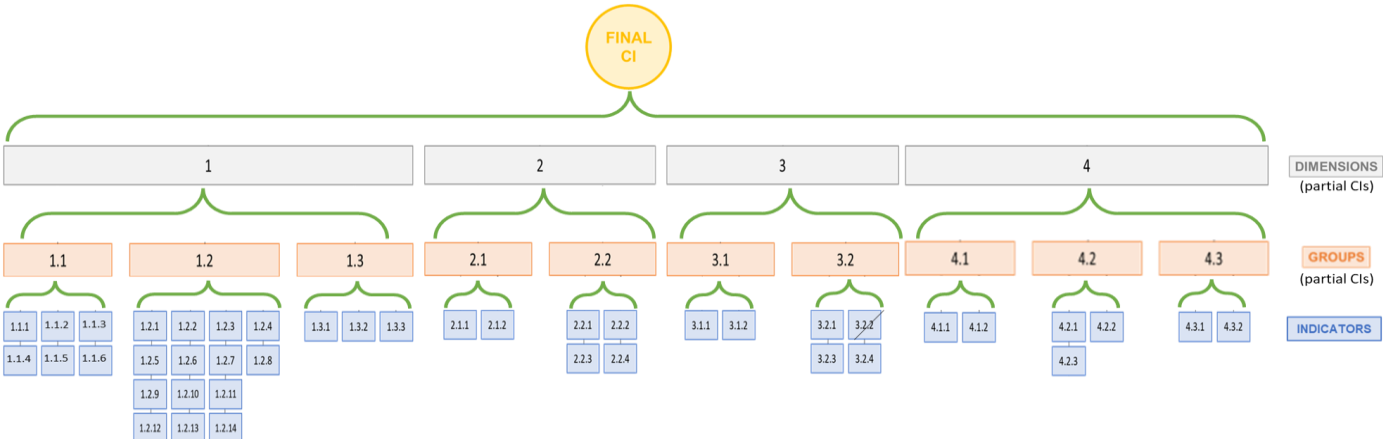 FINAL
CI
1 2 3 4
DIMENSIONS
(partial CIs)
1.1 1.2 1.3 2.1 2.2 3.1 3.2 4.1 4.2 4.3
GROUPS
(partial CIs)
1.1.1 1.1.2 1.1.3 1.2.1 1.2.2 1.2.3 1.2.4 1.3.1 1.3.2 1.3.3 2.1.1 2.1.2 2.2.1 2.2.2 3.1.1 3.1.2 3.2.1 3.2.2 4.1.1 4.1.2 4.2.1 4.2.2 4.3.1 4.3.2
INDICATORS
1.1.4 1.1.5 1.1.6 1.2.5 1.2.6 1.2.7 1.2.8 2.2.3 2.2.4 3.2.3 3.2.4 4.2.3
1.2.9 1.2.10 1.2.11
1.2.12 1.2.13 1.2.14